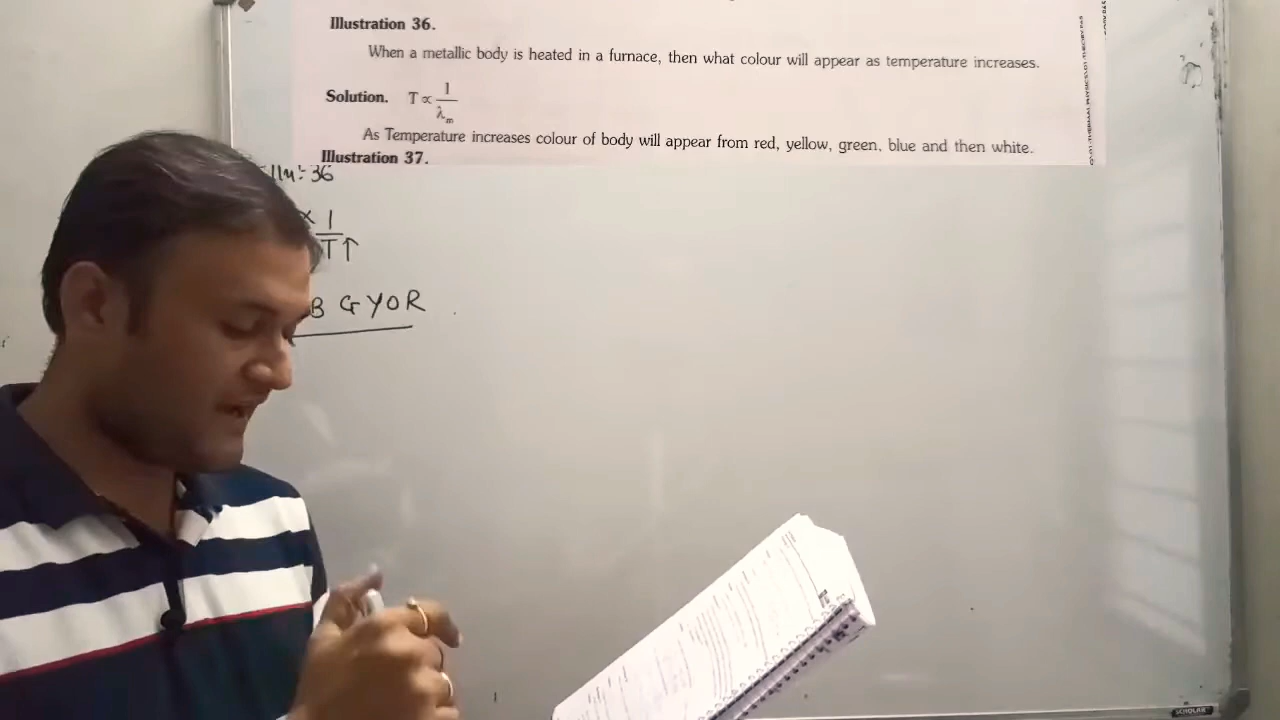 Illustration 36.
When a metallic body is heated in a furnace, then what colour will appear as temperature increases.
Solution. T ∝ 1/λm
As Temperature increases colour of body will appear from red, yellow, green, blue and then white.
Illustration 37.
Ill⁠n:-36
∝ 1/T↑
B G Y O R
SCHOLAR